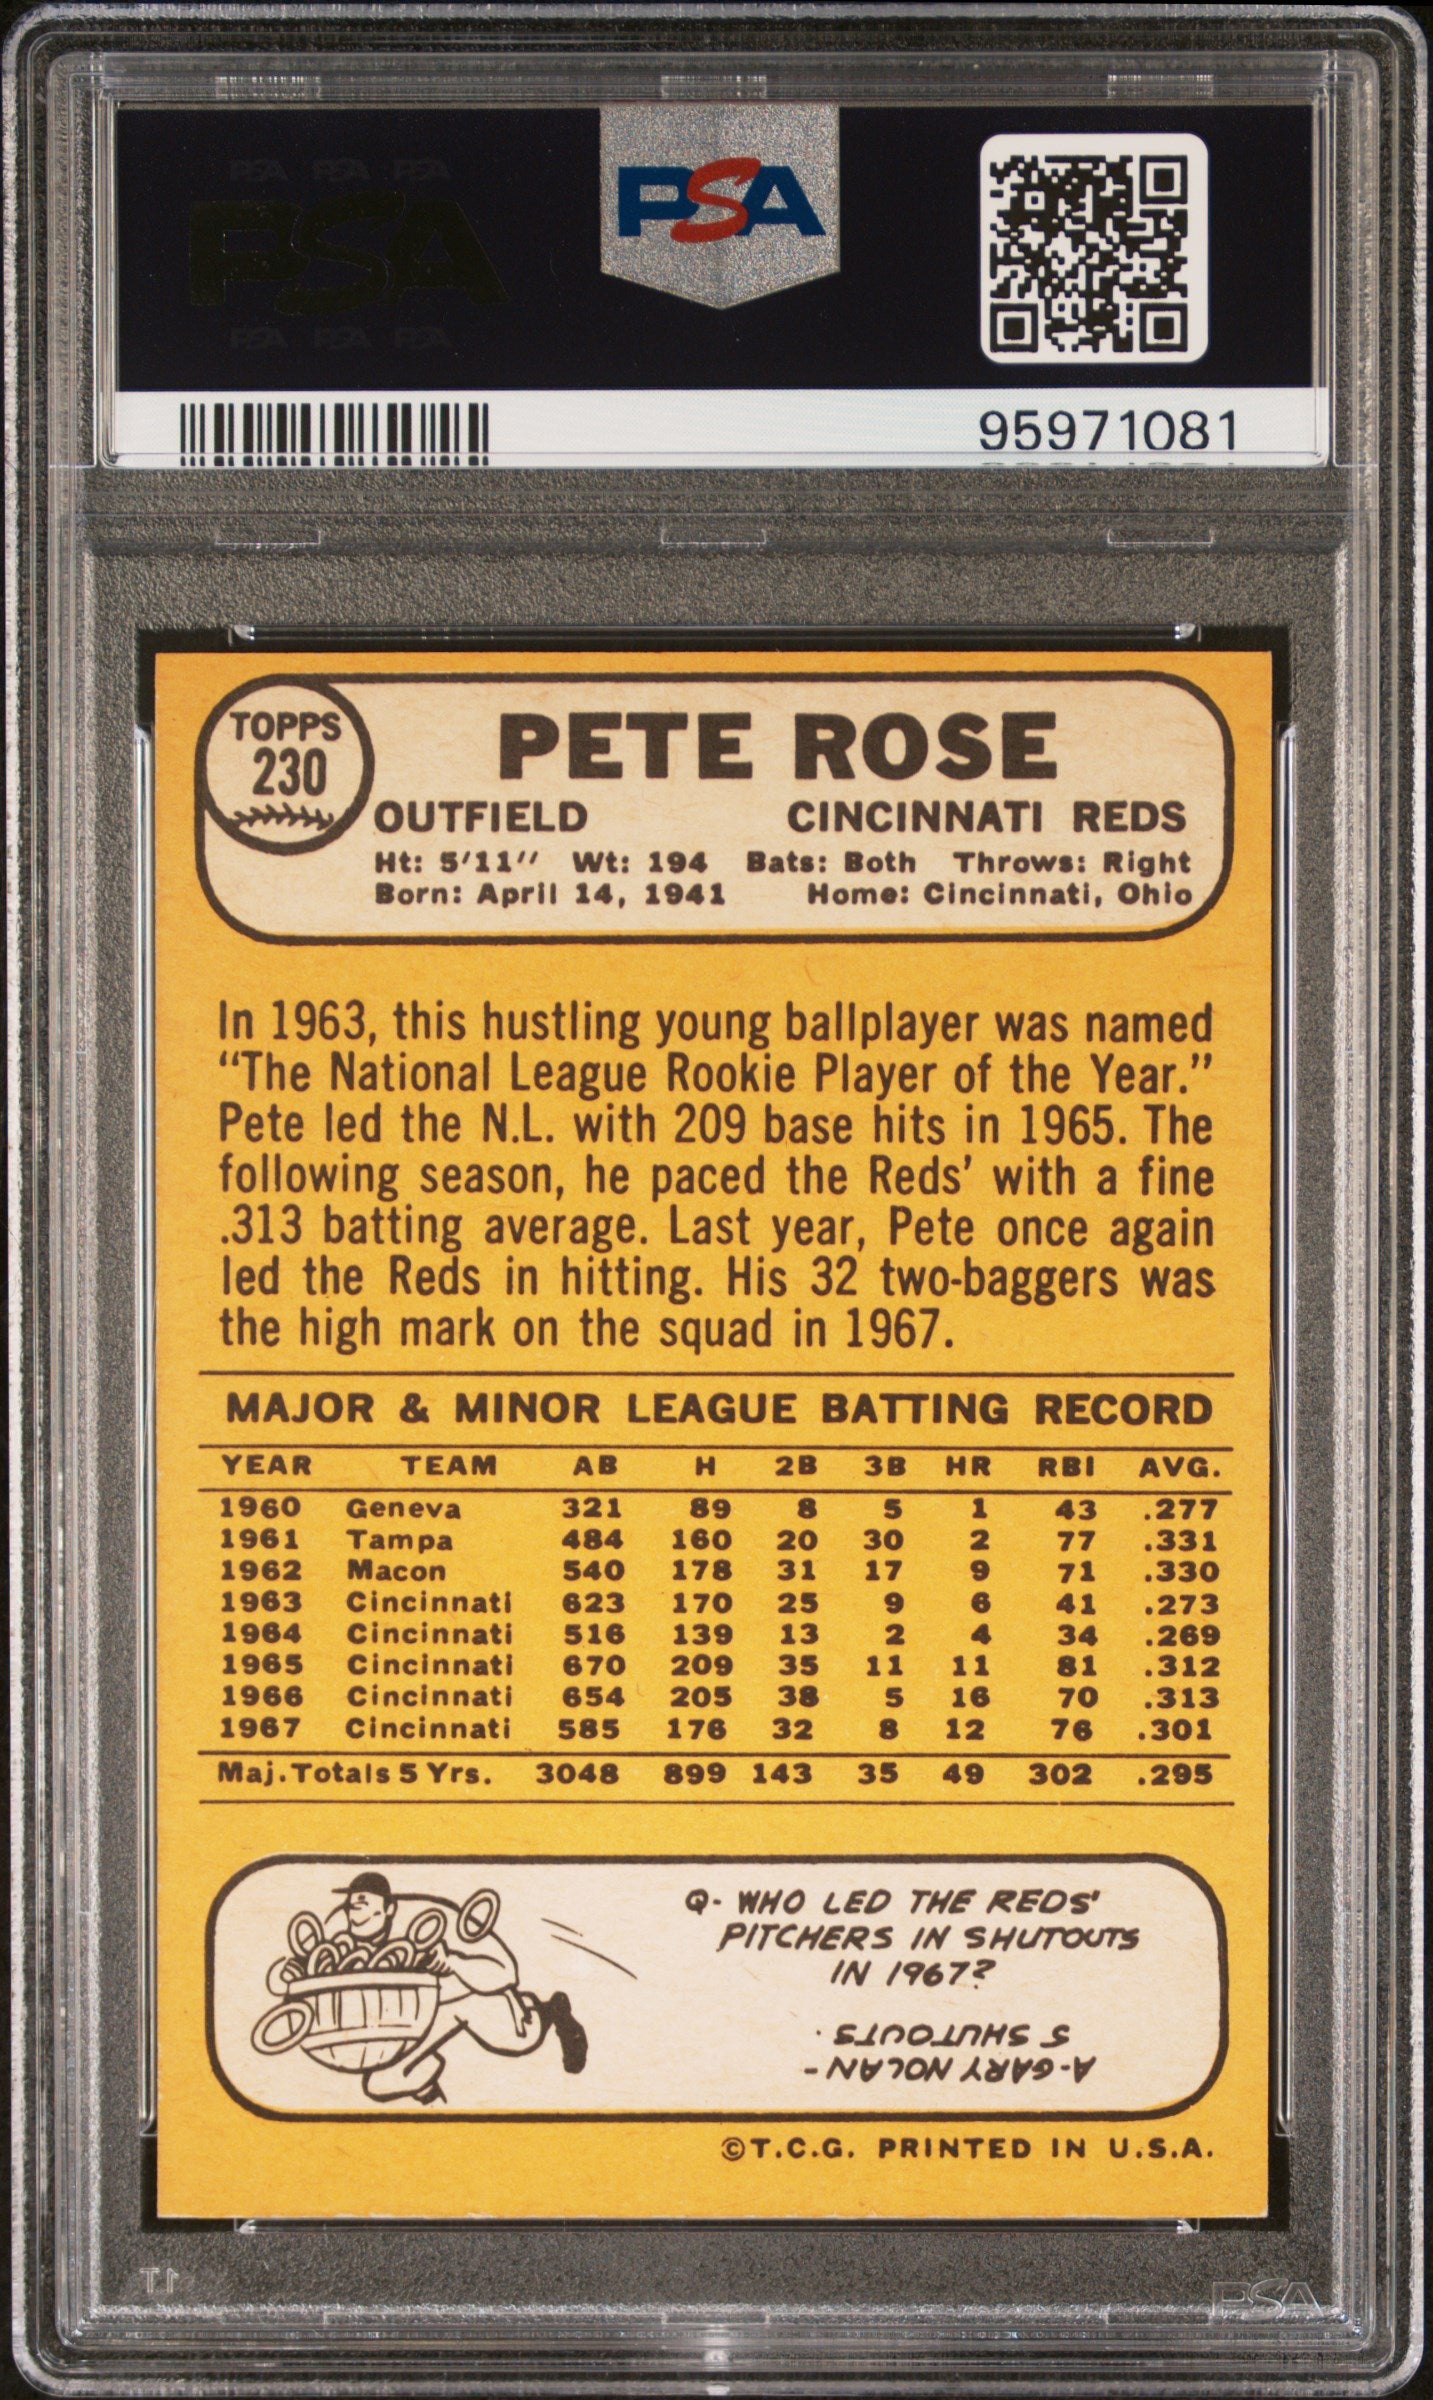 PSA PSA PSA
PSA
PSA PSA PSA
PSA
95971081
TOPPS
230
PETE ROSE
OUTFIELD CINCINNATI REDS
Ht: 5'11" Wt: 194 Bats: Both Throws: Right
Born: April 14, 1941 Home: Cincinnati, Ohio
In 1963, this hustling young ballplayer was named
“The National League Rookie Player of the Year.”
Pete led the N.L. with 209 base hits in 1965. The
following season, he paced the Reds’ with a fine
.313 batting average. Last year, Pete once again
led the Reds in hitting. His 32 two-baggers was
the high mark on the squad in 1967.
MAJOR & MINOR LEAGUE BATTING RECORD
YEAR TEAM AB H 2B 3B HR RBI AVG.
1960 Geneva 321 89 8 5 1 43 .277
1961 Tampa 484 160 20 30 2 77 .331
1962 Macon 540 178 31 17 9 71 .330
1963 Cincinnati 623 170 25 9 6 41 .273
1964 Cincinnati 516 139 13 2 4 34 .269
1965 Cincinnati 670 209 35 11 11 81 .312
1966 Cincinnati 654 205 38 5 16 70 .313
1967 Cincinnati 585 176 32 8 12 76 .301
Maj. Totals 5 Yrs. 3048 899 143 35 49 302 .295
Q- WHO LED THE REDS'
PITCHERS IN SHUTOUTS
IN 1967?
A-GARY NOLAN -
5 SHUTOUTS.
©T.C.G. PRINTED IN U.S.A.
PSA